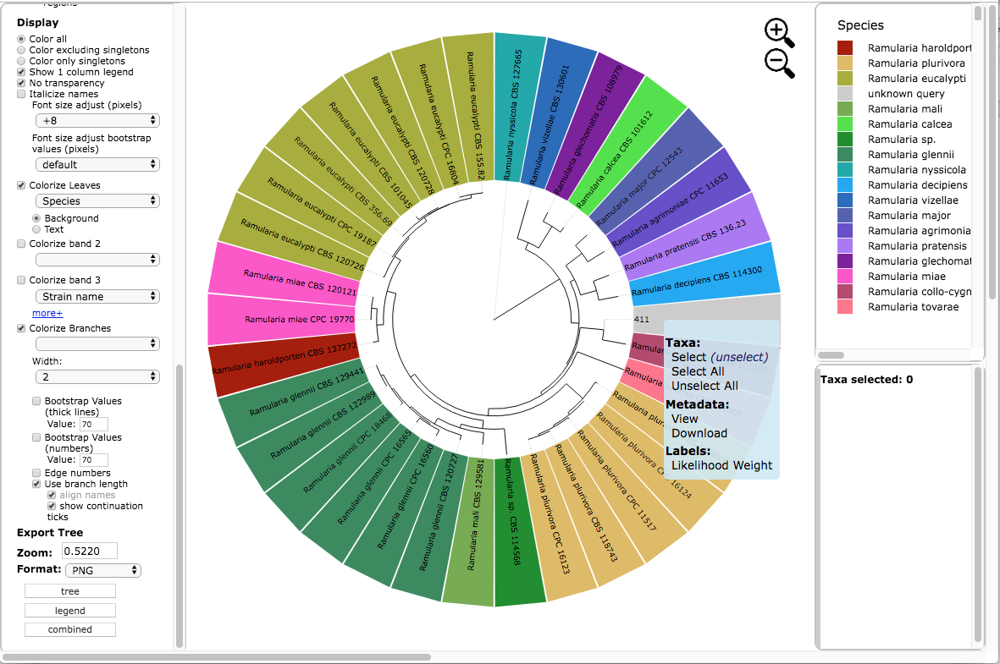 regions
Display
Color all
Color excluding singletons
Color only singletons
Show 1 column legend
No transparency
Italicize names
Font size adjust (pixels)
+8
Font size adjust bootstrap
values (pixels)
default
Colorize Leaves
Species
Background
Text
Colorize band 2
Colorize band 3
Strain name
more+
Colorize Branches
Width:
2
Bootstrap Values
(thick lines)
Value: 70
Bootstrap Values
(numbers)
Value: 70
Edge numbers
Use branch length
align names
show continuation
ticks
Export Tree
Zoom: 0.5220
Format: PNG
tree
legend
combined
Ramularia nyssicola CBS 127665
Ramularia vizellae CBS 130601
Ramularia glechomatis CBS 108979
Ramularia calcea CBS 101612
Ramularia major CPC 12543
Ramularia agrimoniae CPC 11653
Ramularia pratensis CBS 136.23
Ramularia decipiens CBS 114300
411
Ramular
Ramularia
Ramularia plur
Ramularia plurivora CPC 16124
Ramularia plurivora CPC 11517
Ramularia plurivora CBS 118743
Ramularia plurivora CPC 16123
Ramularia sp. CBS 114568
Ramularia mali CBS 129581
Ramularia glennii CBS 120727
Ramularia glennii CPC 16560
Ramularia glennii CPC 16565
Ramularia glennii CPC 18468
Ramularia glennii CBS 122989
Ramularia glennii CBS 129441
Ramularia haroldporteri CBS 137272
Ramularia miae CPC 19770
Ramularia miae CBS 120121
Ramularia eucalypti CBS 120726
Ramularia eucalypti CPC 19187
Ramularia eucalypti CBS 356.69
Ramularia eucalypti CBS 101045
Ramularia eucalypti CBS 120728
Ramularia eucalypti CPC 16804
Ramularia eucalypti CBS 155.82
Taxa:
Select (unselect)
Select All
Unselect All
Metadata:
View
Download
Labels:
Likelihood Weight
Species
Ramularia haroldport
Ramularia plurivora
Ramularia eucalypti
unknown query
Ramularia mali
Ramularia calcea
Ramularia sp.
Ramularia glennii
Ramularia nyssicola
Ramularia decipiens
Ramularia vizellae
Ramularia major
Ramularia agrimonia
Ramularia pratensis
Ramularia glechomat
Ramularia miae
Ramularia collo-cygn
Ramularia tovarae
Taxa selected: 0